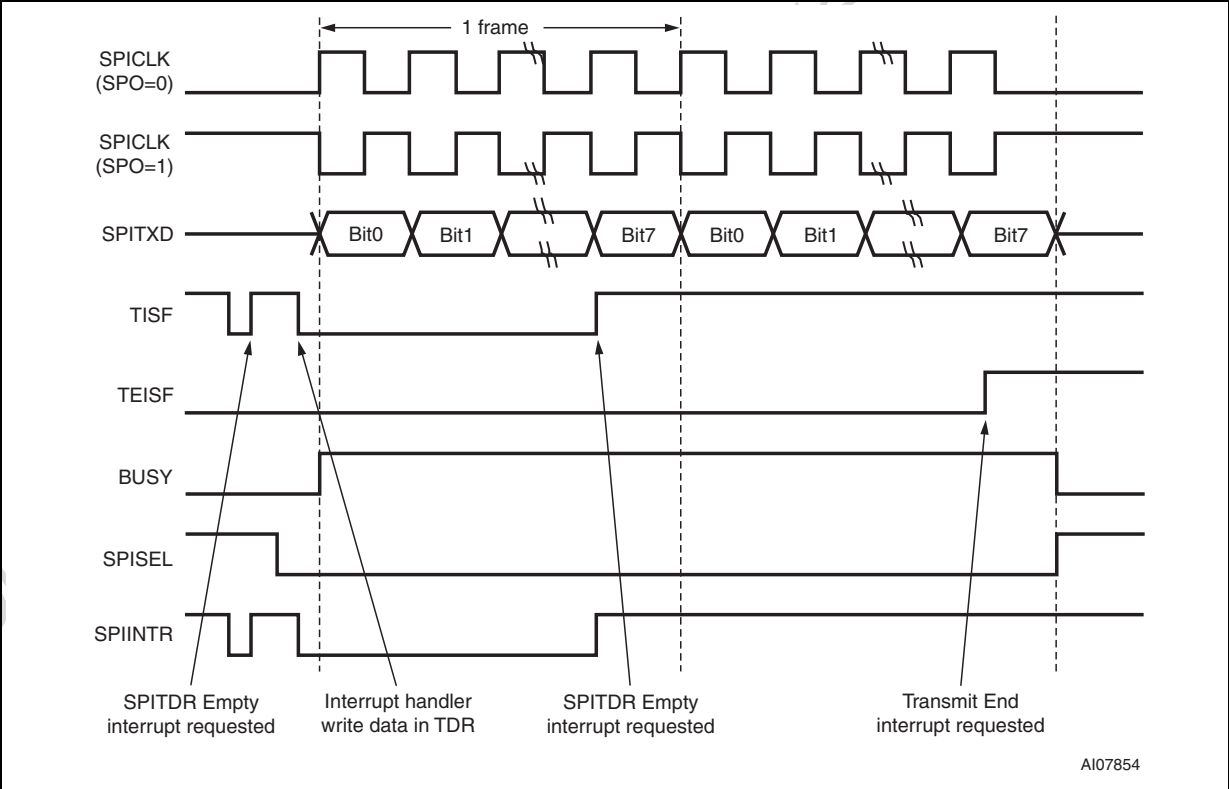 1 frame
SPICLK
(SPO=0)
SPICLK
(SPO=1)
SPITXD
Bit0
Bit1
Bit7
Bit0
Bit1
Bit7
TISF
TEISF
BUSY
SPISEL
SPIINTR
SPITDR Empty
interrupt requested
Interrupt handler
write data in TDR
SPITDR Empty
interrupt requested
Transmit End
interrupt requested
AI07854